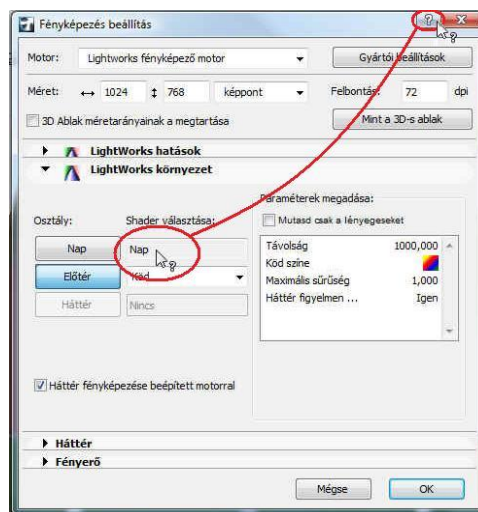 Fényképezés beállítás
Motor: Lightworks fényképező motor Gyártói beállítások
Méret: 1024 768 képpont Felbontás: 72 dpi
3D Ablak méretarányainak a megtartása Mint a 3D-s ablak
LightWorks hatások
LightWorks környezet
Paraméterek megadása:
Osztály: Shader választása: Mutasd csak a lényegeseket
Nap Nap Távolság 1000,000
Köd színe
Előtér Köd Maximális sűrűség 1,000
Háttér Nincs Háttér figyelmen ... Igen
Háttér fényképezése beépített motorral
Háttér
Fényerő
Mégse OK